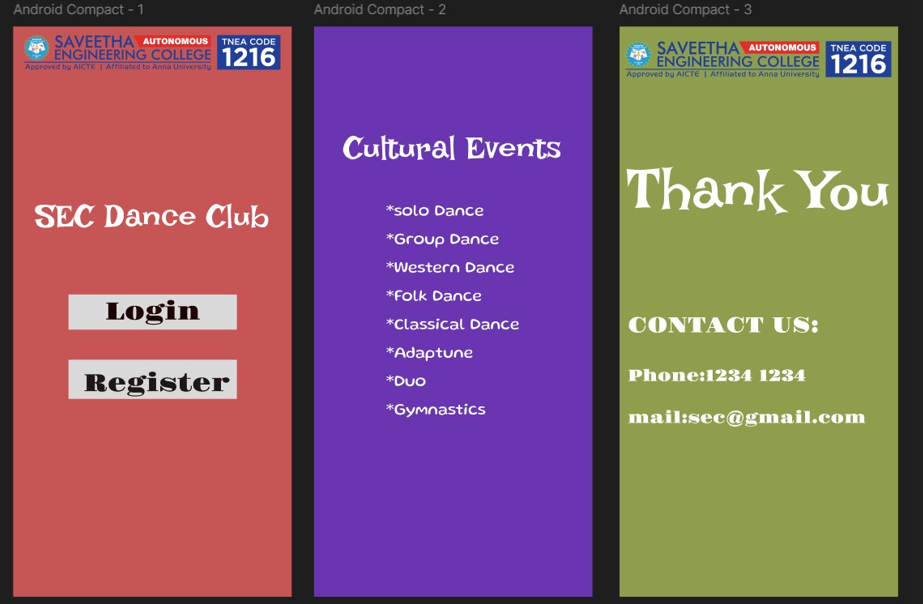 Android Compact - 1
SAVEETHA AUTONOMOUS
ENGINEERING COLLEGE
Approved by AICTE | Affiliated to Anna University
TNEA CODE
1216
SEC Dance Club
Login
Register
Android Compact - 2
Cultural Events
*solo Dance
*Group Dance
*Western Dance
*Folk Dance
*Classical Dance
*Adaptune
*Duo
*Gymnastics
Android Compact - 3
SAVEETHA AUTONOMOUS
ENGINEERING COLLEGE
Approved by AICTE | Affiliated to Anna University
TNEA CODE
1216
Thank You
CONTACT US:
Phone:1234 1234
mail:sec@gmail.com